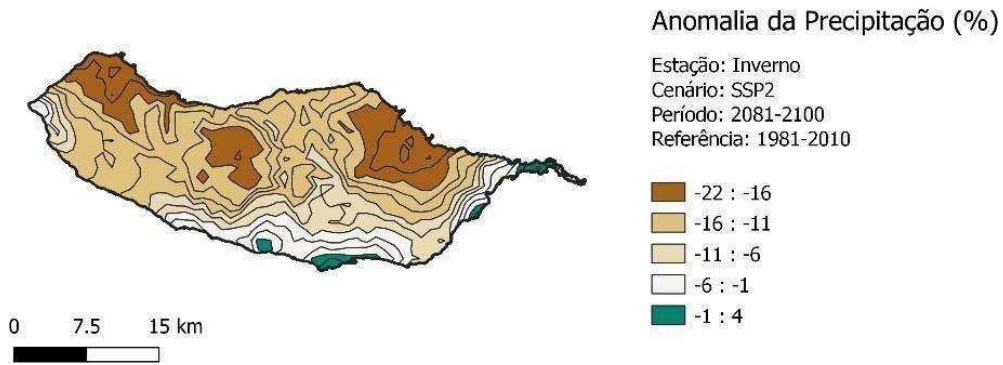 Anomalia da Precipitação (%)
Estação: Inverno
Cenário: SSP2
Período: 2081-2100
Referência: 1981-2010
-22 : -16
-16 : -11
-11 : -6
-6 : -1
-1 : 4
0 7.5 15 km